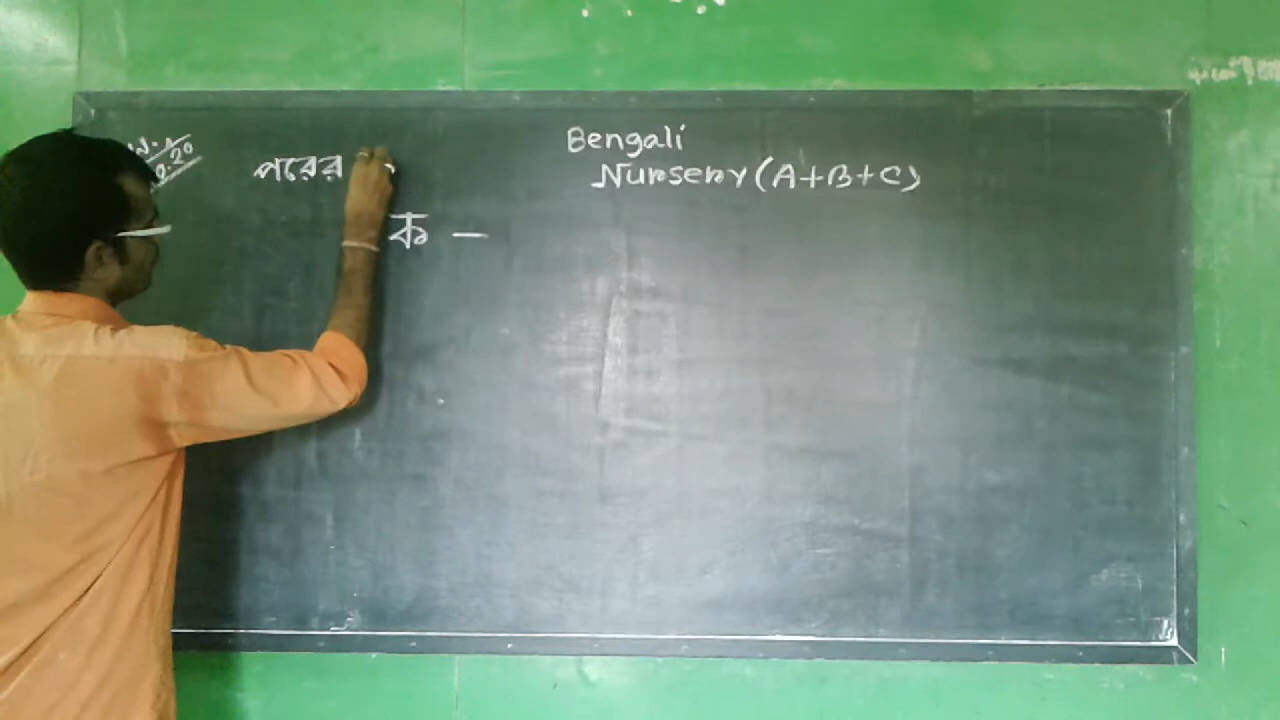 Bengali
Nursery (A+B+C)
পরের
ক —